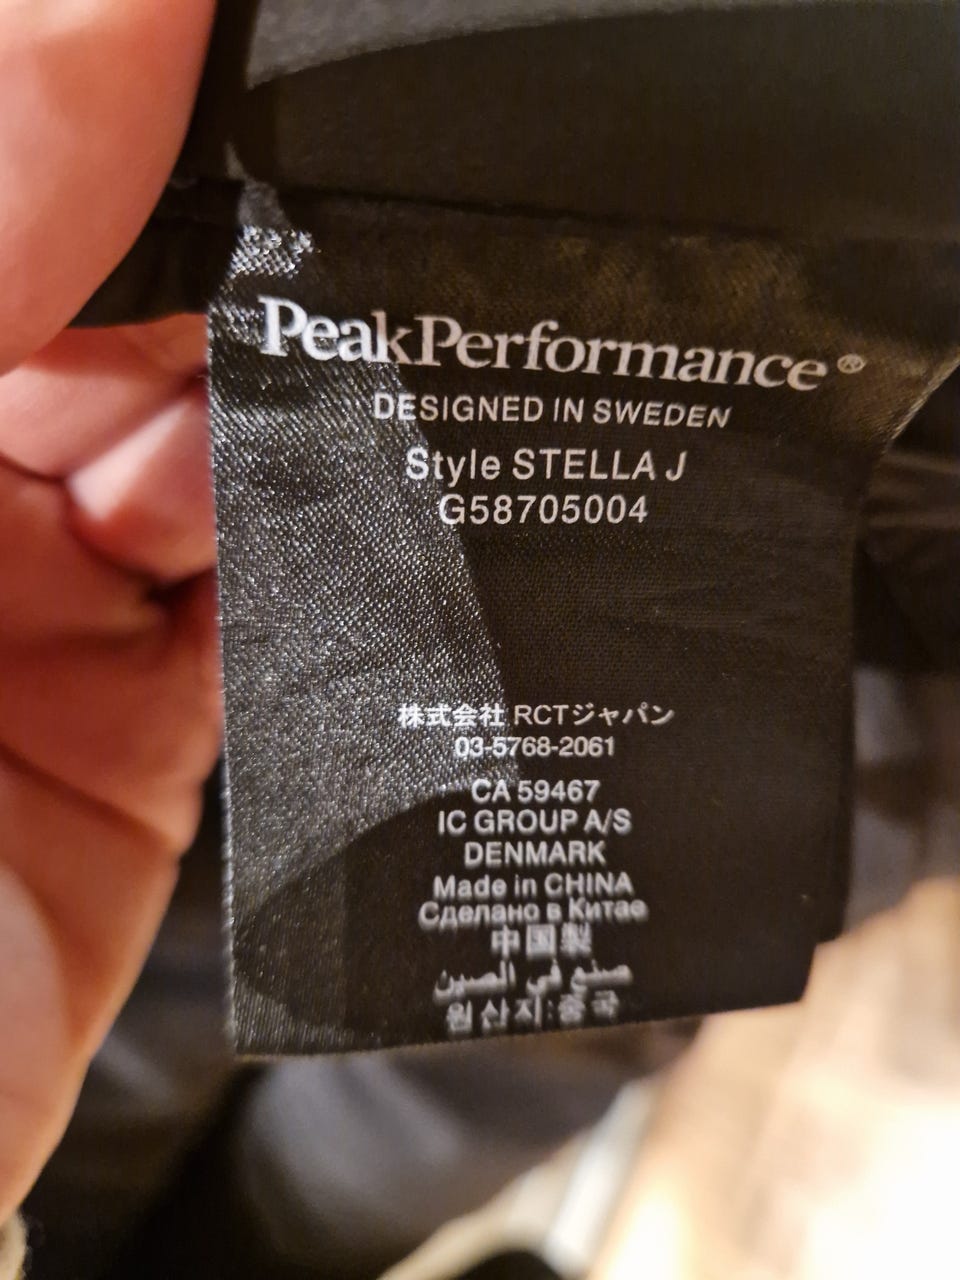 PeakPerformance®
DESIGNED IN SWEDEN
Style STELLA J
G58705004
株式会社 RCTジャパン
03-5768-2061
CA 59467
IC GROUP A/S
DENMARK
Made in CHINA
Сделано в Китае
中国製
صنع في الصين
원산지:중국